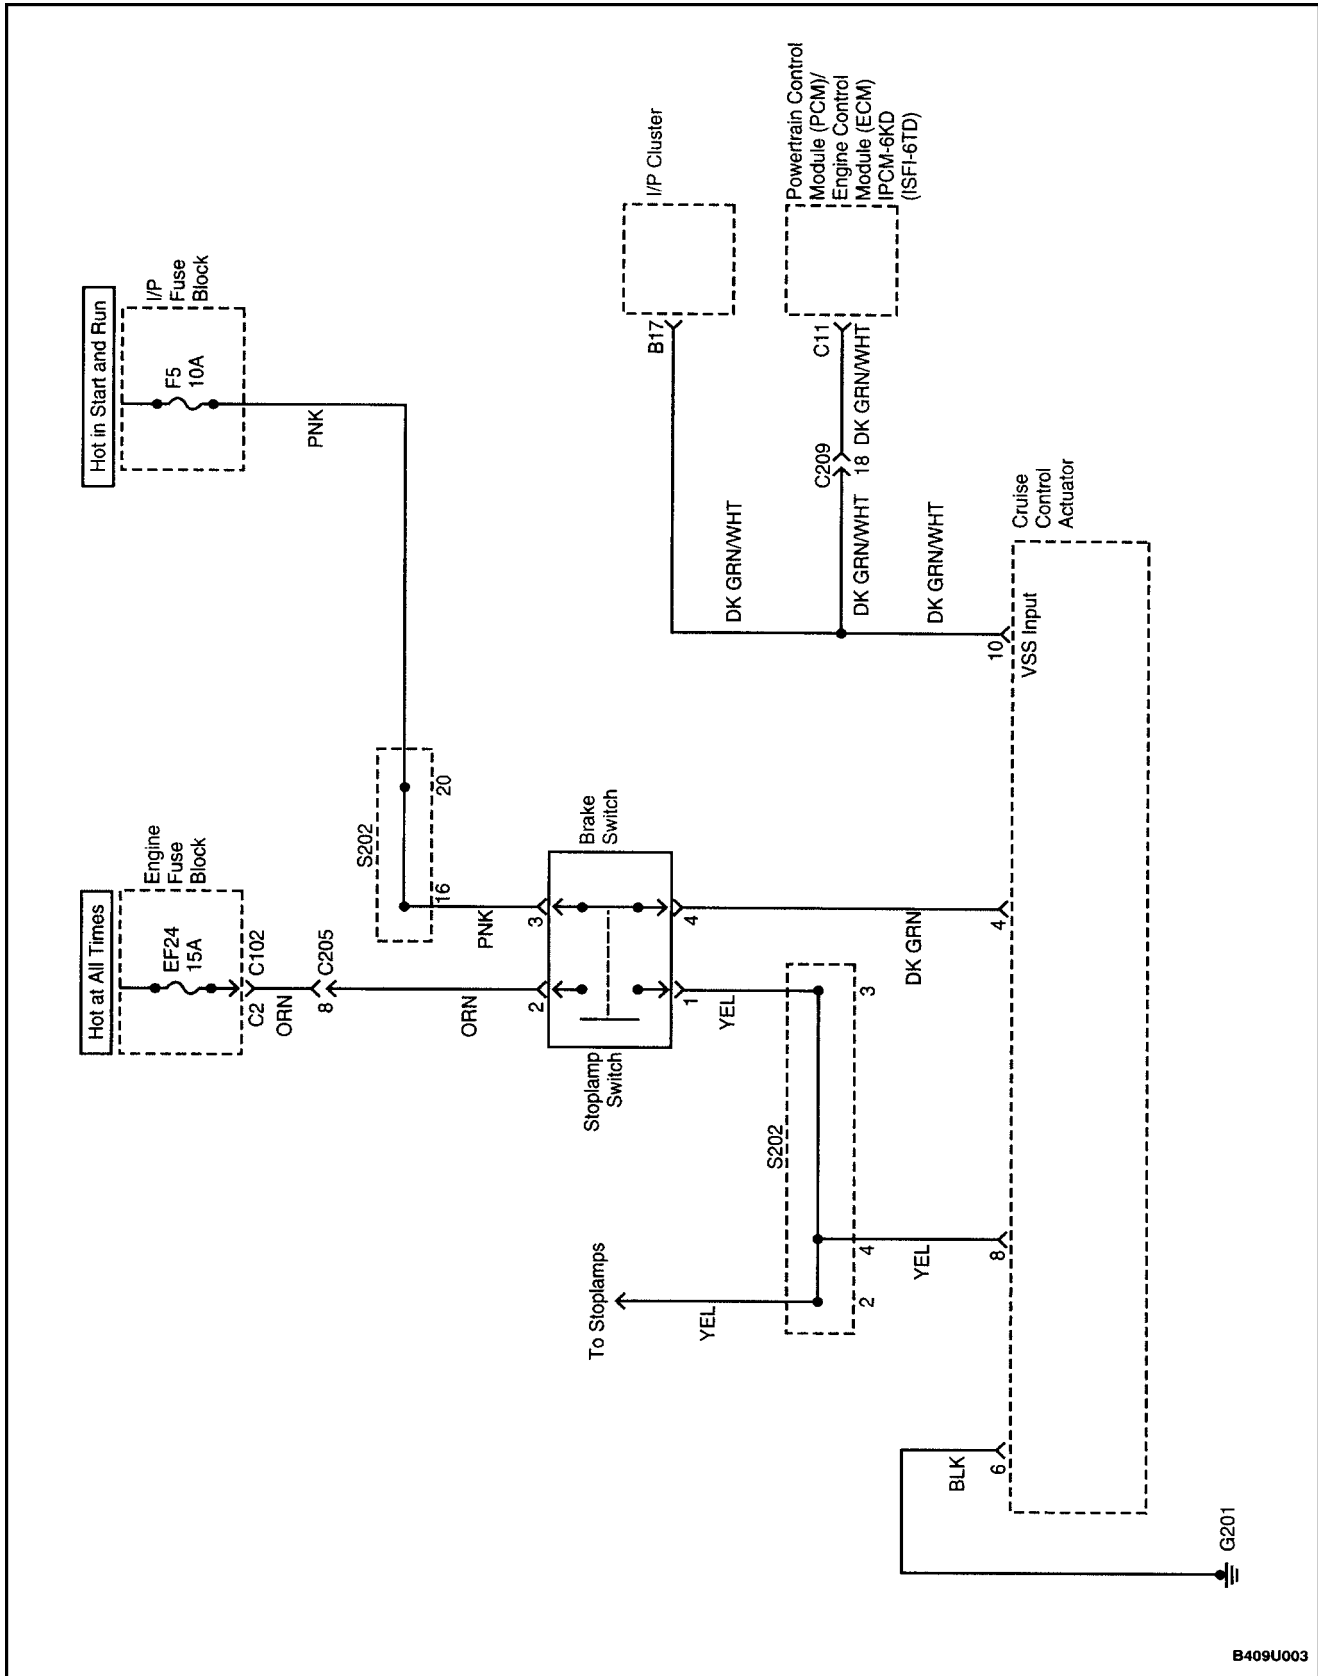 Hot at All Times
Engine
Fuse
Block
EF24
15A
C2
C102
ORN
8
C205
ORN
2
Hot in Start and Run
I/P
Fuse
Block
F5
10A
PNK
S202
20
16
PNK
3
Stoplamp
Switch
Brake
Switch
1
4
YEL
S202
3
4
2
YEL
To Stoplamps
YEL
8
DK GRN
4
I/P Cluster
B17
DK GRN/WHT
Powertrain Control
Module (PCM)/
Engine Control
Module (ECM)
IPCM-6KD
(ISFI-6TD)
C11
DK GRN/WHT
C209
18
DK GRN/WHT
DK GRN/WHT
10
VSS Input
Cruise
Control
Actuator
BLK
6
G201
B409U003